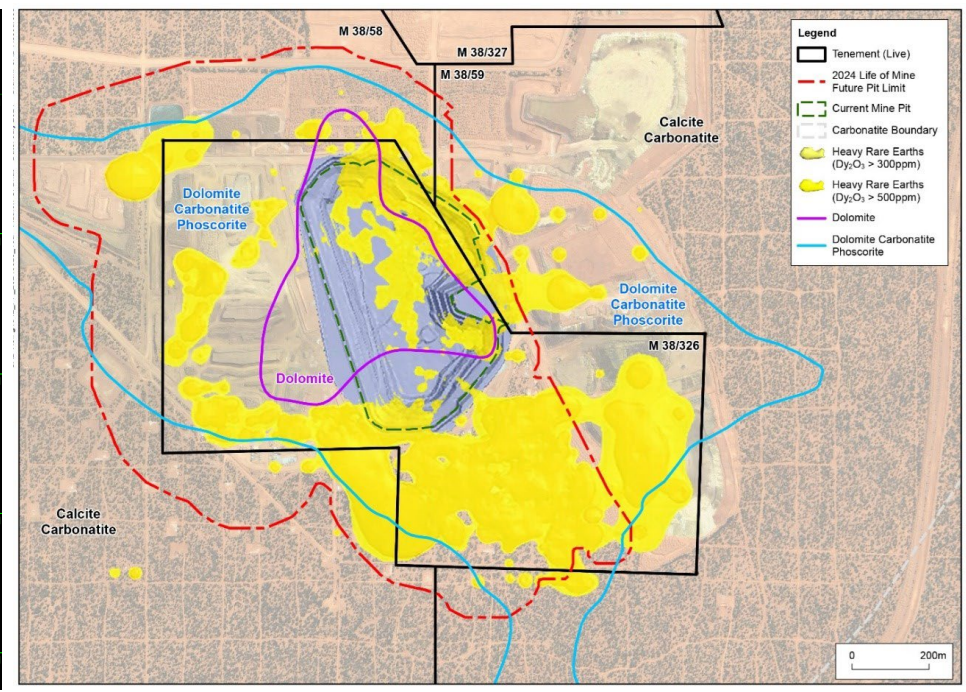 M 38/58
M 38/327
M 38/59
Legend
Tenement (Live)
2024 Life of Mine
Future Pit Limit
Current Mine Pit
Carbonatite Boundary
Heavy Rare Earths
(Dy₂O₃ > 300ppm)
Heavy Rare Earths
(Dy₂O₃ > 500ppm)
Dolomite
Dolomite Carbonatite
Phoscorite
Calcite
Carbonatite
Dolomite
Carbonatite
Phoscorite
Dolomite
Carbonatite
Phoscorite
M 38/326
Dolomite
Calcite
Carbonatite
0 200m